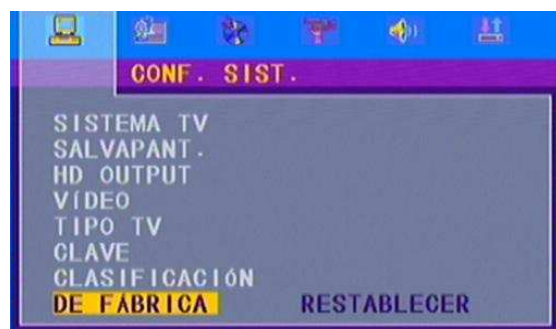 CONF. SIST.
SISTEMA TV
SALVAPANT.
HD OUTPUT
VÍDEO
TIPO TV
CLAVE
CLASIFICACIÓN
DE FÁBRICA RESTABLECER